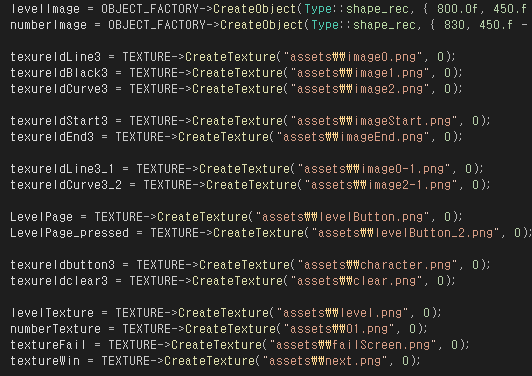 levelImage = OBJECT_FACTORY->CreateObject(Type::shape_rec, { 800.0f, 450.f
numberImage = OBJECT_FACTORY->CreateObject(Type::shape_rec, { 830, 450.f -
texureIdLine3 = TEXTURE->CreateTexture("assets₩₩image0.png", 0);
texureIdBlack3 = TEXTURE->CreateTexture("assets₩₩image1.png", 0);
texureIdCurve3 = TEXTURE->CreateTexture("assets₩₩image2.png", 0);
texureIdStart3 = TEXTURE->CreateTexture("assets₩₩imageStart.png", 0);
texureIdEnd3 = TEXTURE->CreateTexture("assets₩₩imageEnd.png", 0);
texureIdLine3_1 = TEXTURE->CreateTexture("assets₩₩image0-1.png", 0);
texureIdCurve3_2 = TEXTURE->CreateTexture("assets₩₩image2-1.png", 0);
LevelPage = TEXTURE->CreateTexture("assets₩₩levelButton.png", 0);
LevelPage_pressed = TEXTURE->CreateTexture("assets₩₩levelButton_2.png", 0);
texureIdbutton3 = TEXTURE->CreateTexture("assets₩₩character.png", 0);
texureIdclear3 = TEXTURE->CreateTexture("assets₩₩clear.png", 0);
levelTexture = TEXTURE->CreateTexture("assets₩₩level.png", 0);
numberTexture = TEXTURE->CreateTexture("assets₩₩01.png", 0);
textureFail = TEXTURE->CreateTexture("assets₩₩failScreen.png", 0);
textureWin = TEXTURE->CreateTexture("assets₩₩next.png", 0);